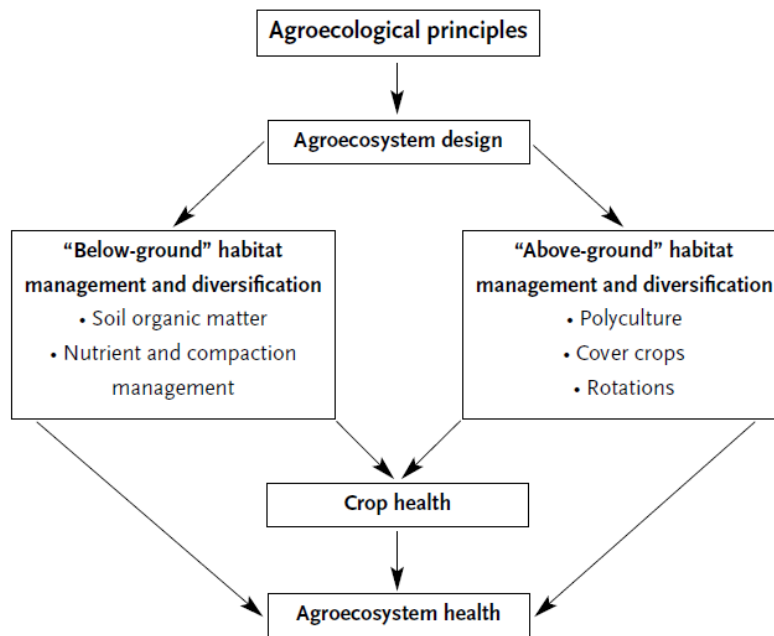 Agroecological principles
Agroecosystem design
“Below-ground” habitat
management and diversification
• Soil organic matter
• Nutrient and compaction
management
“Above-ground” habitat
management and diversification
• Polyculture
• Cover crops
• Rotations
Crop health
Agroecosystem health